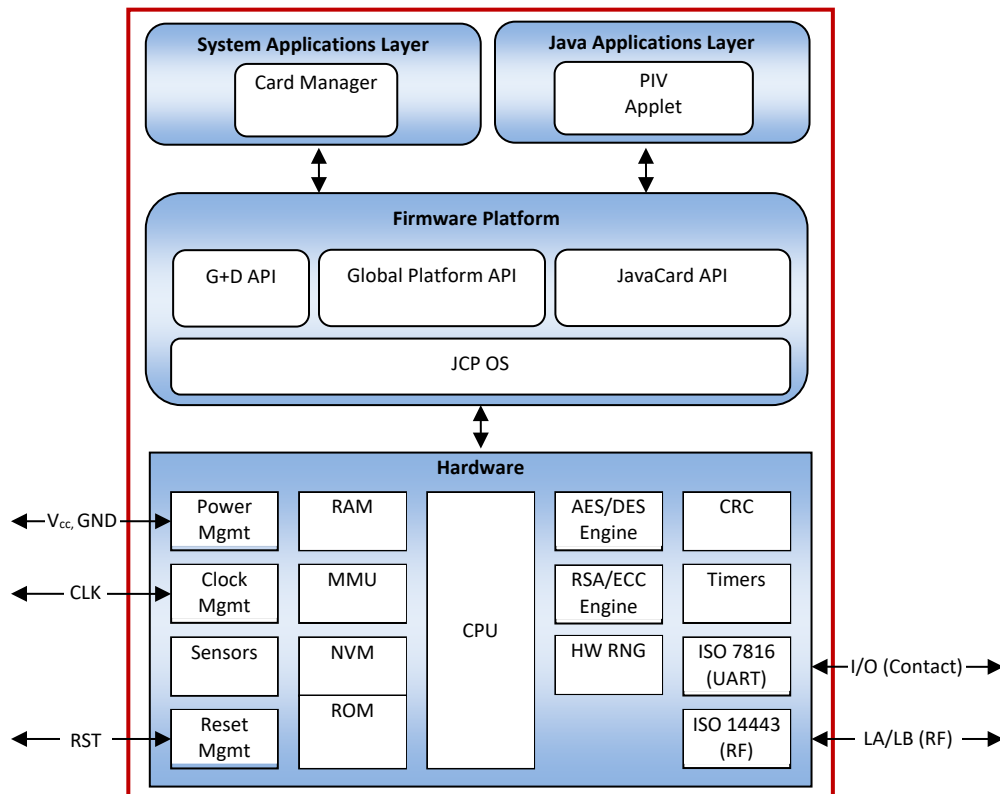 System Applications Layer
Card Manager
Java Applications Layer
PIV
Applet
Firmware Platform
G+D API
Global Platform API
JavaCard API
JCP OS
Hardware
Power
Mgmt
RAM
CPU
AES/DES
Engine
CRC
Vcc, GND
Clock
Mgmt
MMU
RSA/ECC
Engine
Timers
CLK
Sensors
NVM
HW RNG
ISO 7816
(UART)
I/O (Contact)
Reset
Mgmt
ROM
ISO 14443
(RF)
RST
LA/LB (RF)